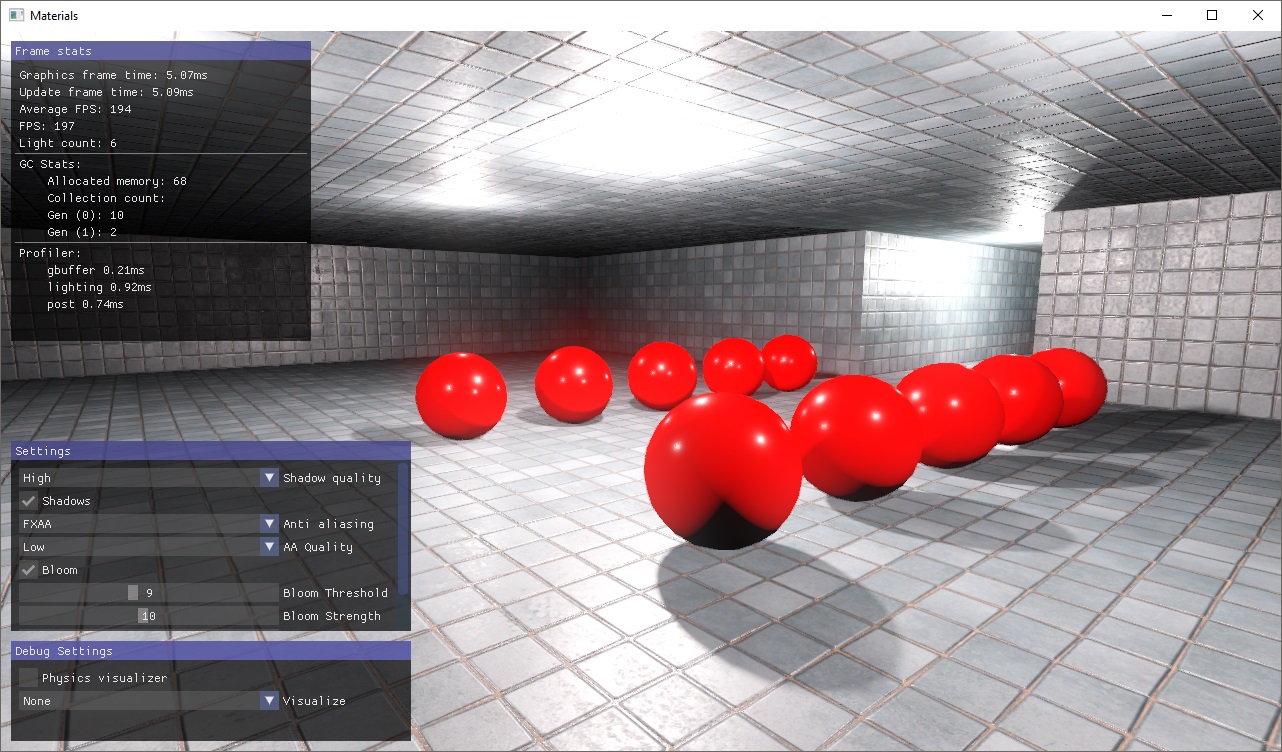 Materials
Frame stats
Graphics frame time: 5.07ms
Update frame time: 5.09ms
Average FPS: 194
FPS: 197
Light count: 6
GC Stats:
Allocated memory: 68
Collection count:
Gen (0): 10
Gen (1): 2
Profiler:
gbuffer 0.21ms
lighting 0.92ms
post 0.74ms
Settings
High Shadow quality
Shadows
FXAA Anti aliasing
Low AA Quality
Bloom
9 Bloom Threshold
10 Bloom Strength
Debug Settings
Physics visualizer
None Visualize